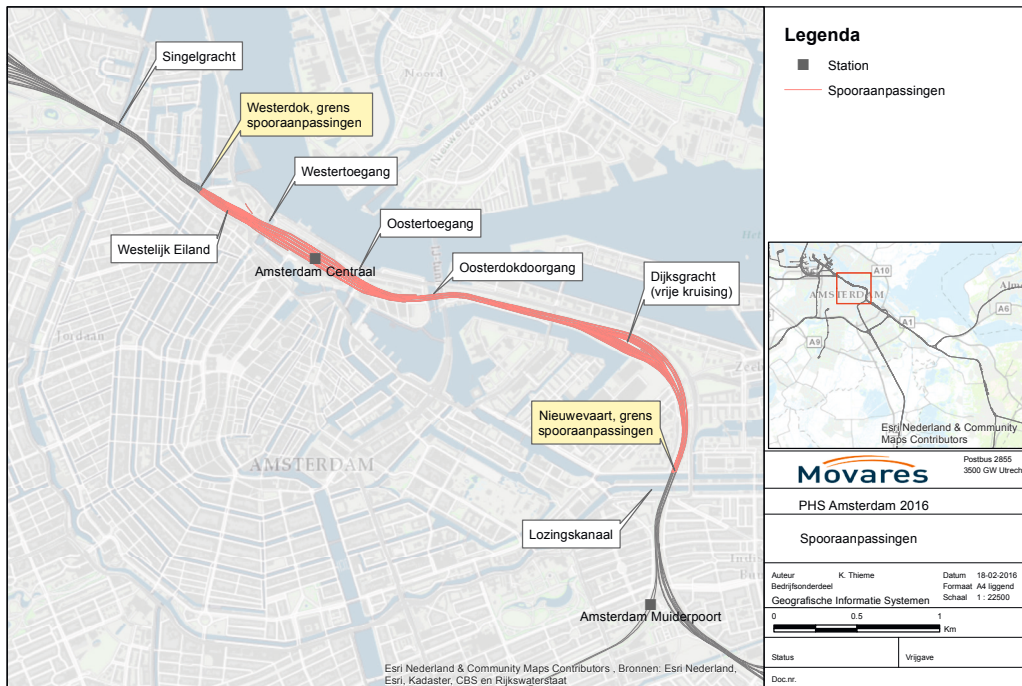 Singelgracht
Westerdok, grens
spooraanpassingen
Westertoegang
Oostertoegang
Westelijk Eiland
Amsterdam Centraal
Oosterdokdoorgang
Dijksgracht
(vrije kruising)
Nieuwevaart, grens
spooraanpassingen
Lozingskanaal
Amsterdam Muiderpoort
Noord
Jordaan
AMSTERDAM
Esri Nederland & Community Maps Contributors , Bronnen: Esri Nederland,
Esri, Kadaster, CBS en Rijkswaterstaat
Legenda
Station
Spooraanpassingen
A10
AMSTERDAM
A1
A6
A9
Esri Nederland & Community
Maps Contributors
Movares
Postbus 2855
3500 GW Utrech
PHS Amsterdam 2016
Spooraanpassingen
Auteur K. Thieme Datum 18-02-2016
Bedrijfsonderdeel Formaat A4 liggend
Geografische Informatie Systemen Schaal 1 : 22500
0 0.5 1
Km
Status Vrijgave
Doc.nr.